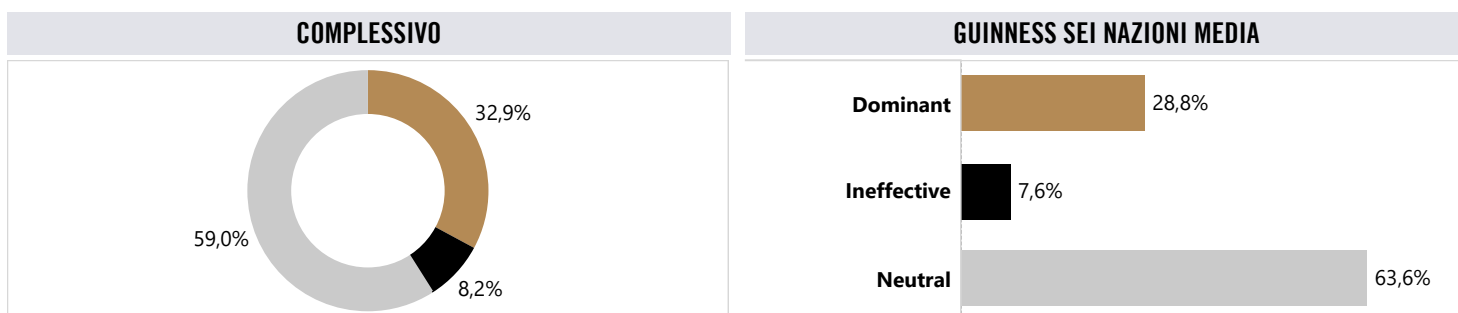 COMPLESSIVO
32,9%
59,0%
8,2%
GUINNESS SEI NAZIONI MEDIA
Dominant 28,8%
Ineffective 7,6%
Neutral 63,6%